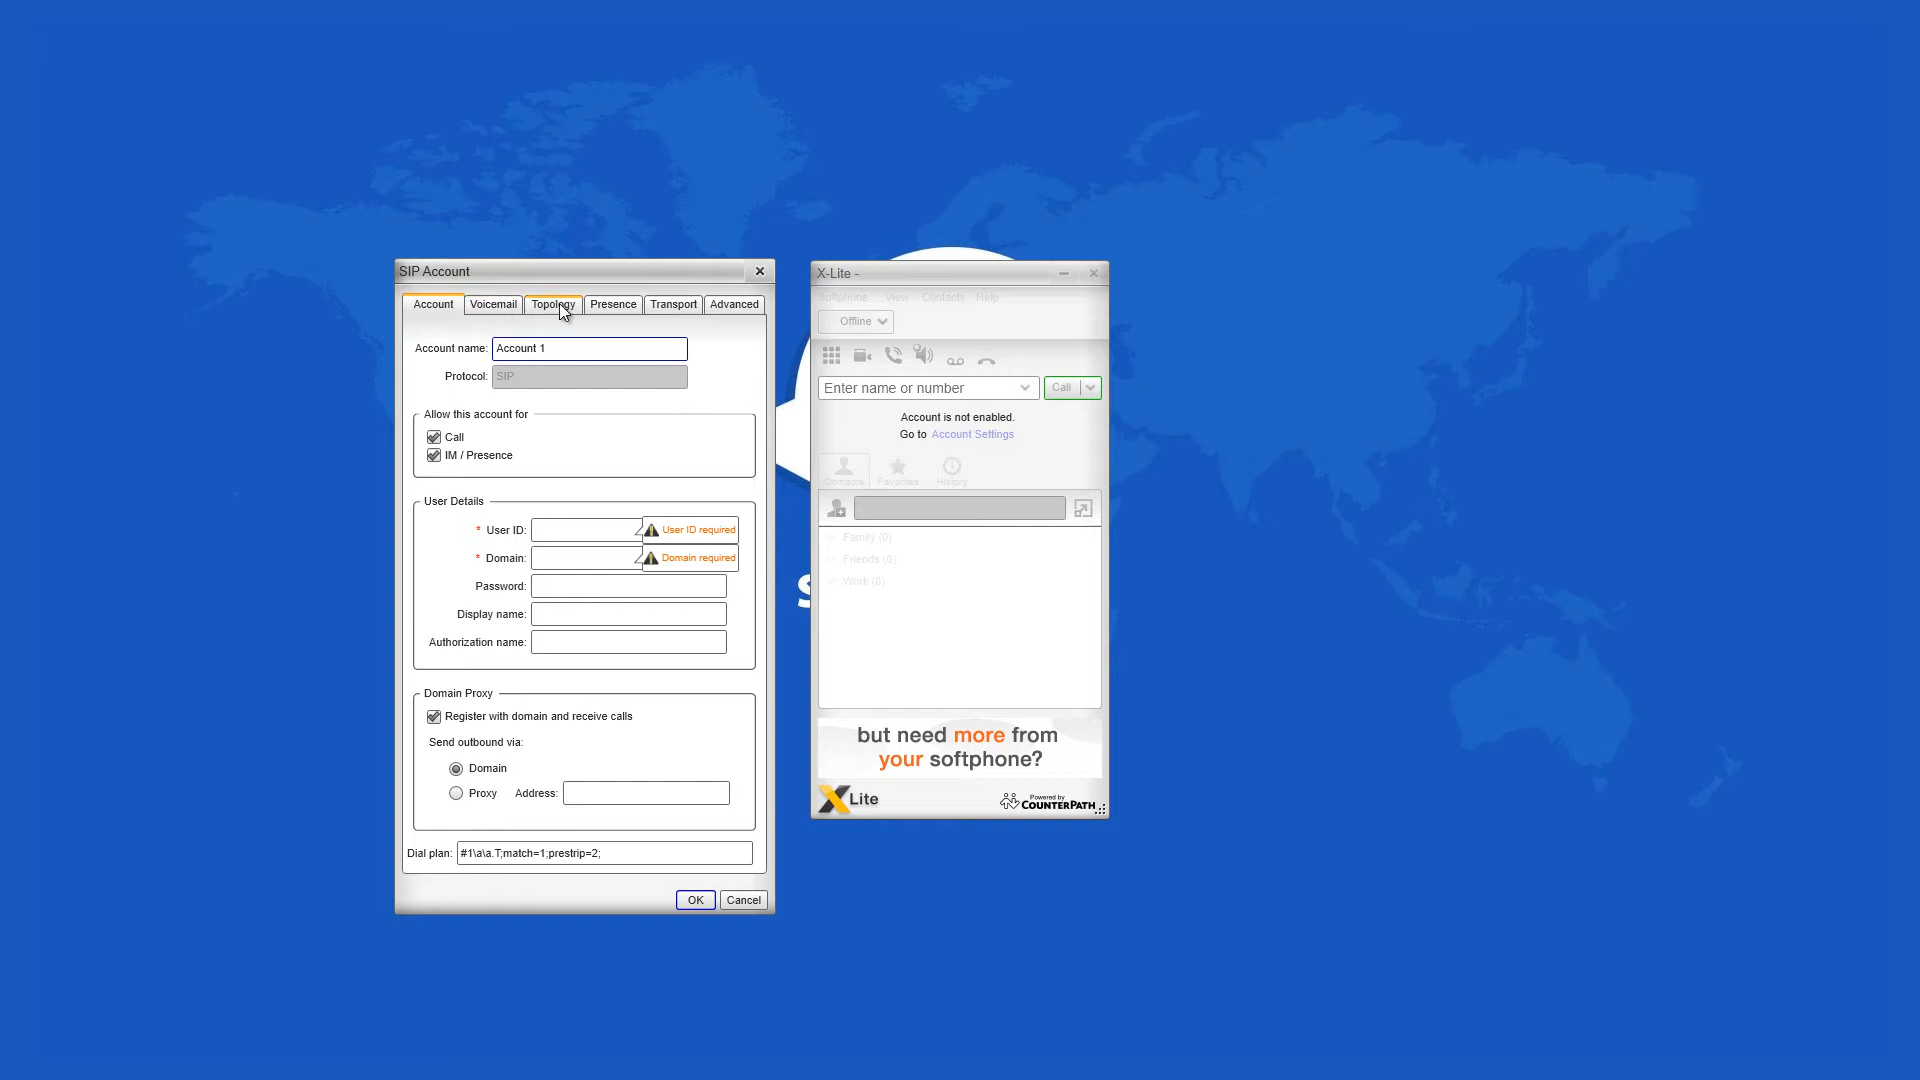 SIP Account
Account
Voicemail
Topology
Presence
Transport
Advanced
Account name:
Account 1
Protocol:
SIP
Allow this account for
Call
IM / Presence
User Details
* User ID:
User ID required
* Domain:
Domain required
Password:
Display name:
Authorization name:
Domain Proxy
Register with domain and receive calls
Send outbound via:
Domain
Proxy
Address:
Dial plan:
#1\a\a.T;match=1;prestrip=2;
OK
Cancel
X-Lite -
Softphone
View
Contacts
Help
Offline
Enter name or number
Call
Account is not enabled.
Go to Account Settings
Contacts
Favorites
History
Family (0)
Friends (0)
Work (0)
S
but need more from
your softphone?
X Lite
Powered by
COUNTERPATH